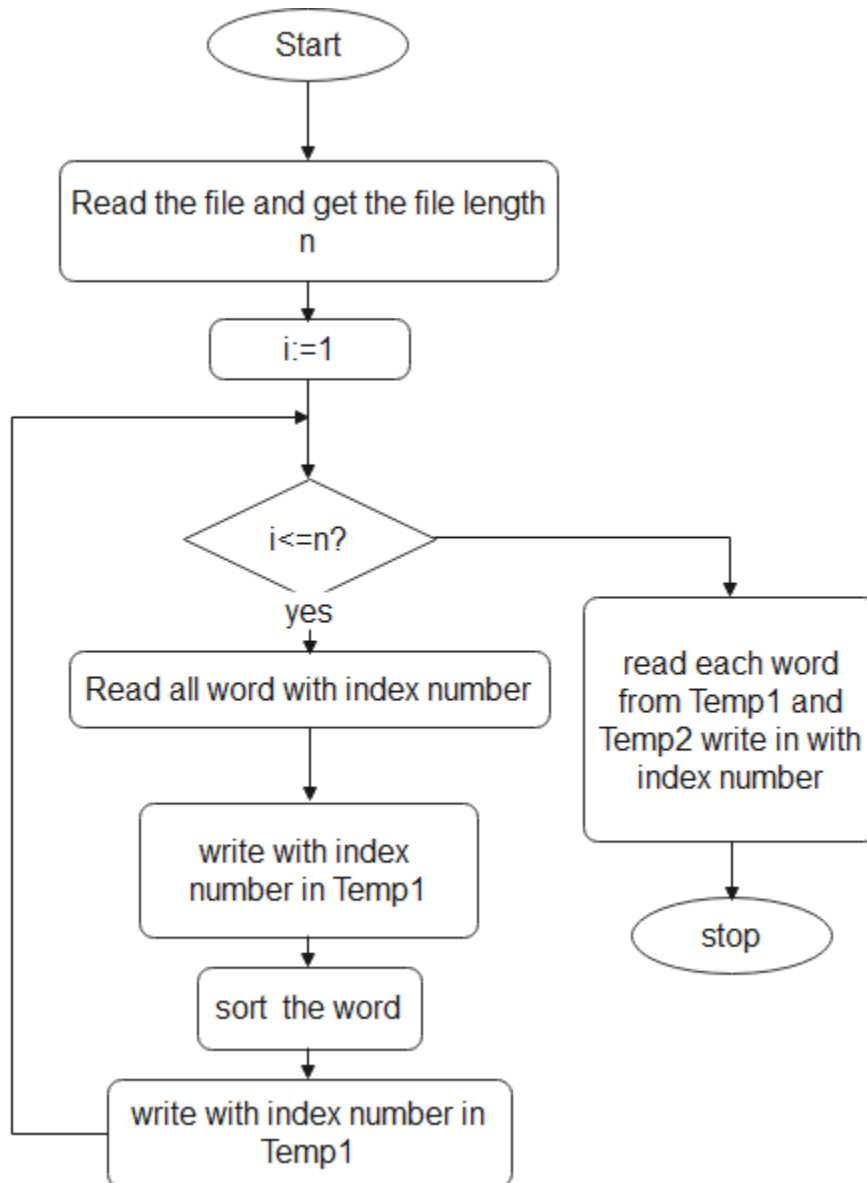 Start
Read the file and get the file length
n
i:=1
i<=n?
yes
Read all word with index number
write with index
number in Temp1
sort the word
write with index number in
Temp1
read each word
from Temp1 and
Temp2 write in with
index number
stop